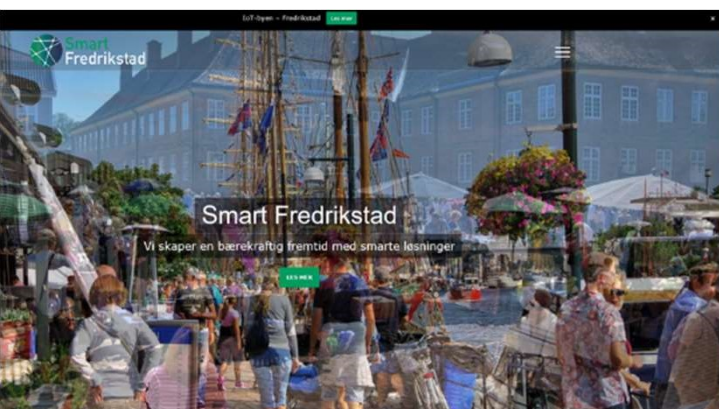 IoT-byen – Fredrikstad Les mer
Smart
Fredrikstad
Smart Fredrikstad
Vi skaper en bærekraftig fremtid med smarte løsninger
LES MER